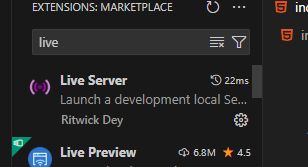 EXTENSIONS: MARKETPLACE
live
Live Server
22ms
Launch a development local Se...
Ritwick Dey
Live Preview
6.8M
4.5